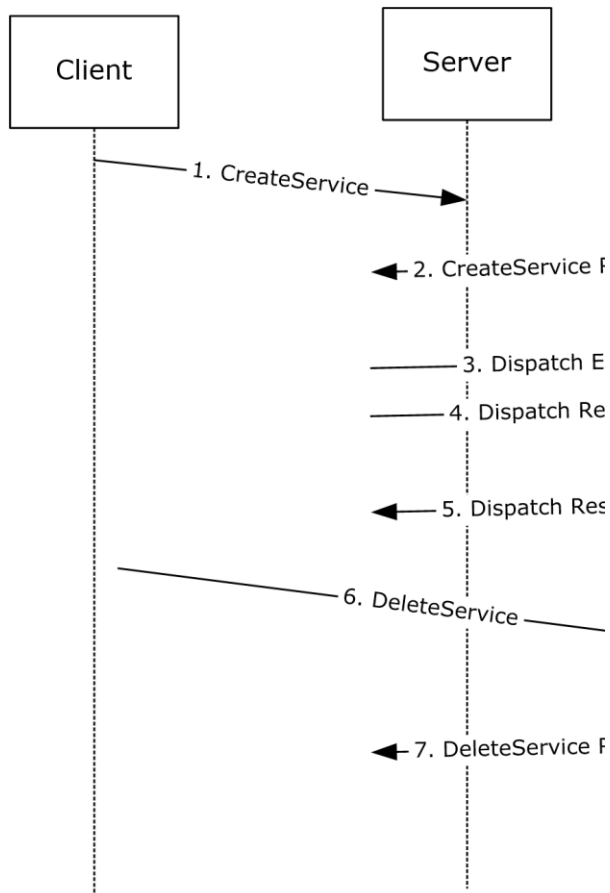 Client
Server
1. CreateService
2. CreateService
3. Dispatch
4. Dispatch
5. Dispatch
6. DeleteService
7. DeleteService